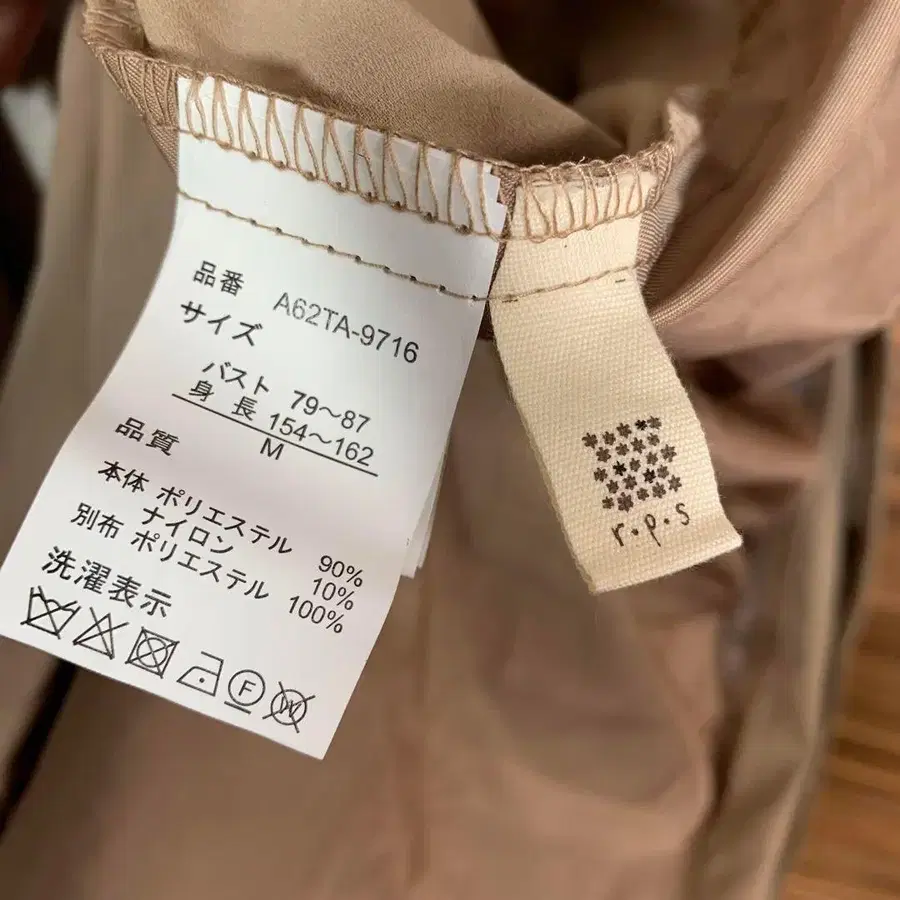 品番 A62TA-9716
サイズ
バスト 79〜87
身長 154〜162
M
品質
本体 ポリエステル 90%
ナイロン 10%
別布 ポリエステル 100%
洗濯表示
F
W
r・p・s